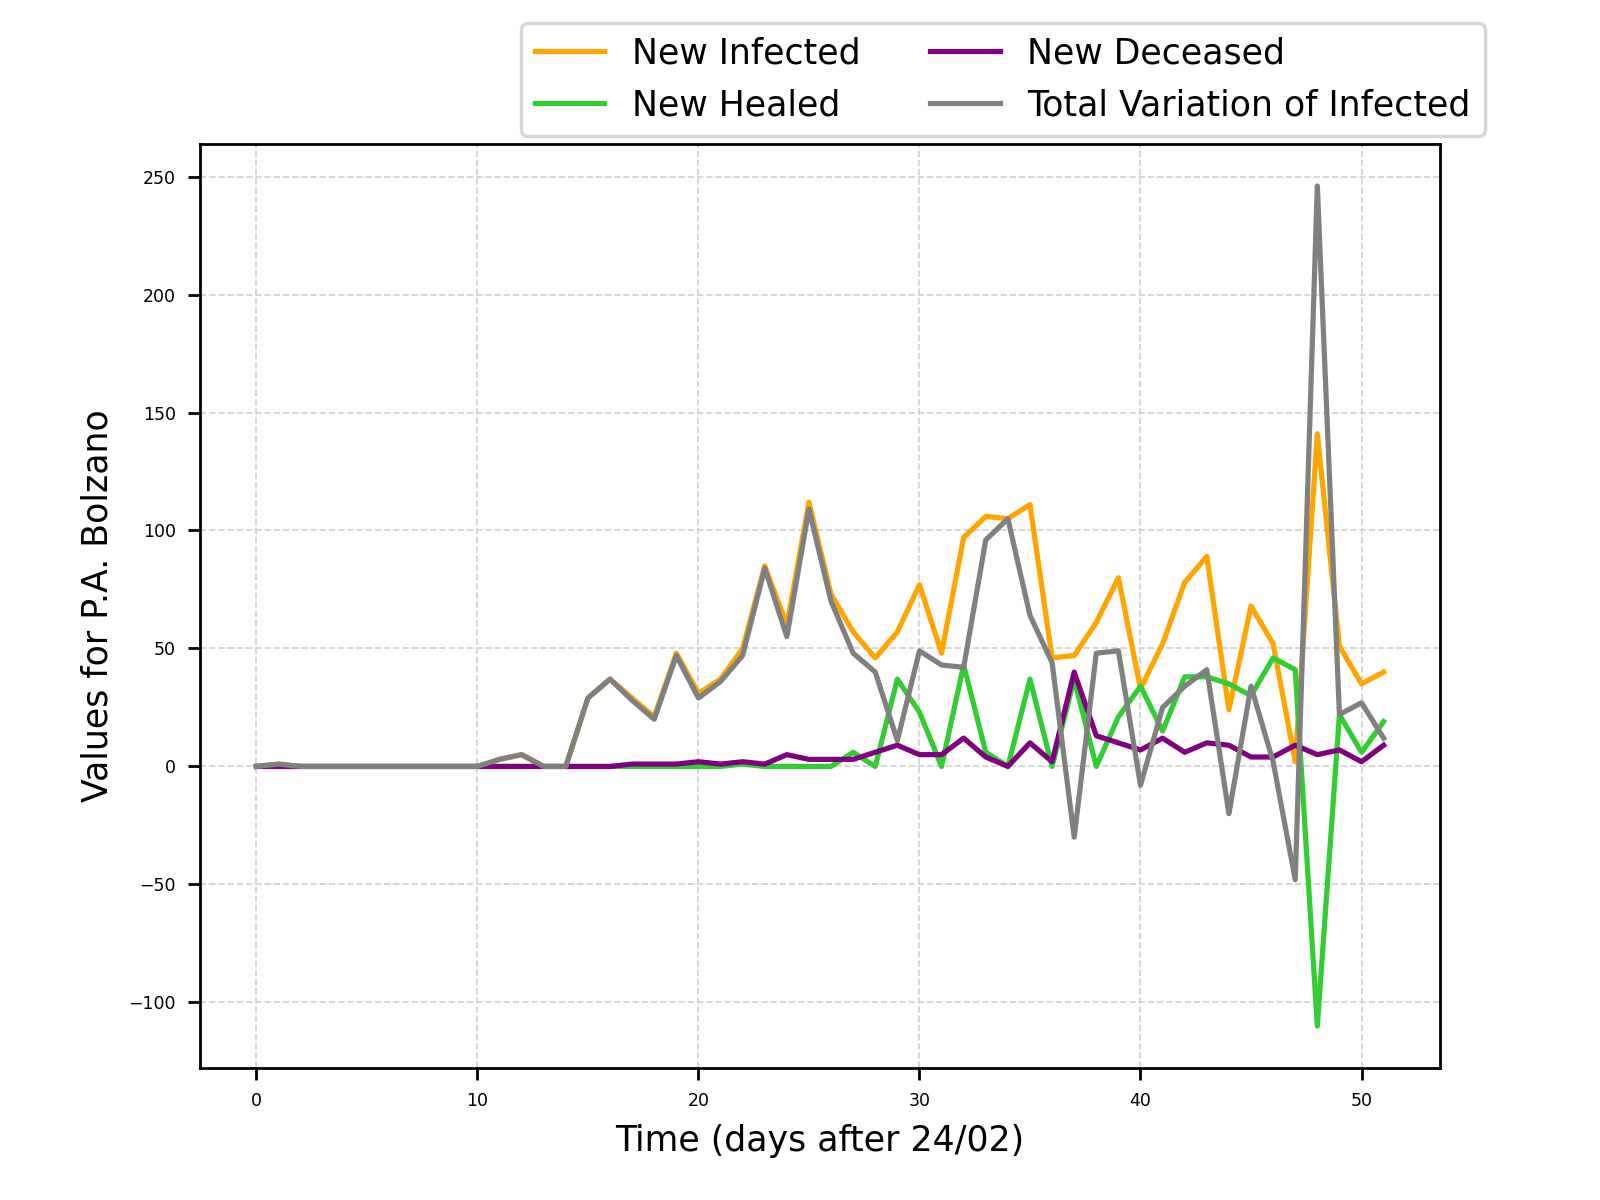 New Infected
New Healed
New Deceased
Total Variation of Infected
250
200
150
100
50
0
−50
−100
Values for P.A. Bolzano
0 10 20 30 40 50
Time (days after 24/02)